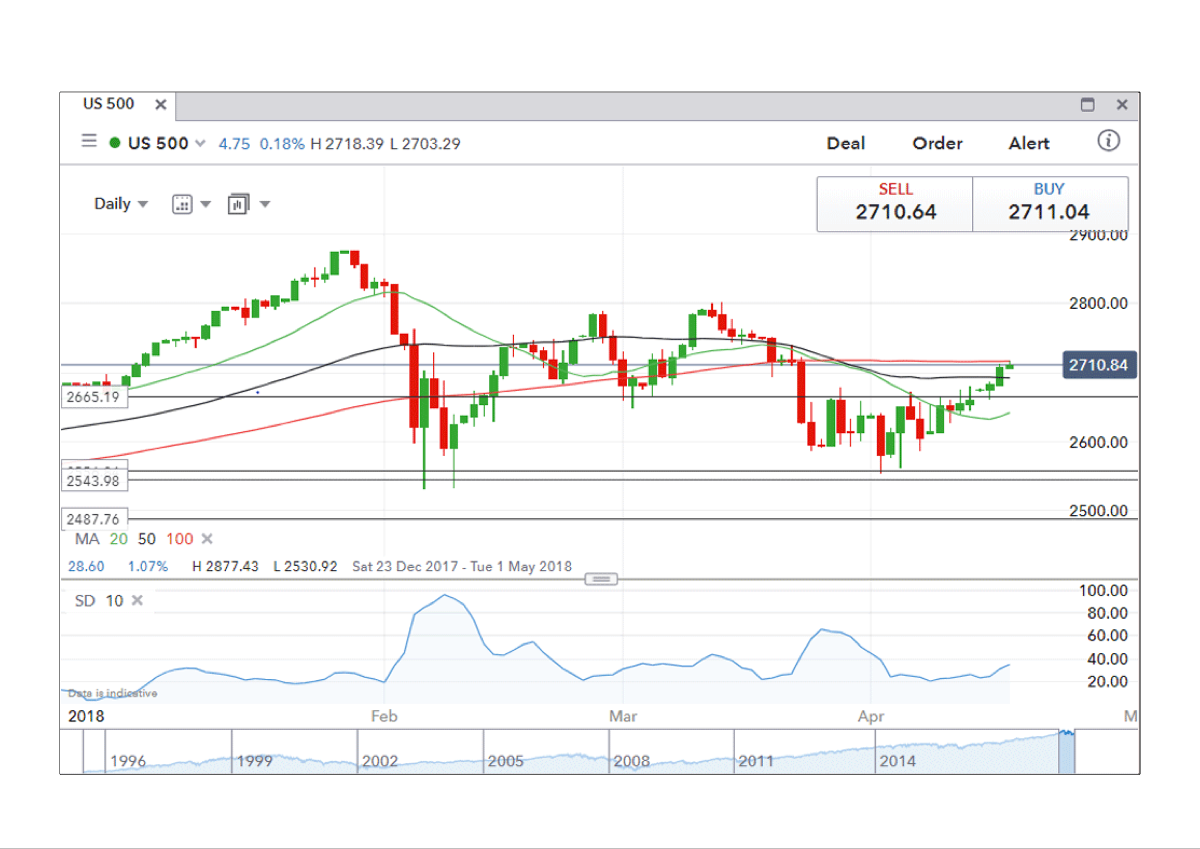 US 500
US 500 4.75 0.18% H 2718.39 L 2703.29 Deal Order Alert
Daily
SELL BUY
2710.64 2711.04
2900.00
2800.00
2710.84
2665.19
2600.00
2543.98
2500.00
2487.76
MA 20 50 100
28.60 1.07% H 2877.43 L 2530.92 Sat 23 Dec 2017 - Tue 1 May 2018
100.00
SD 10
80.00
60.00
40.00
20.00
Data is indicative
2018 Feb Mar Apr M
1996 1999 2002 2005 2008 2011 2014